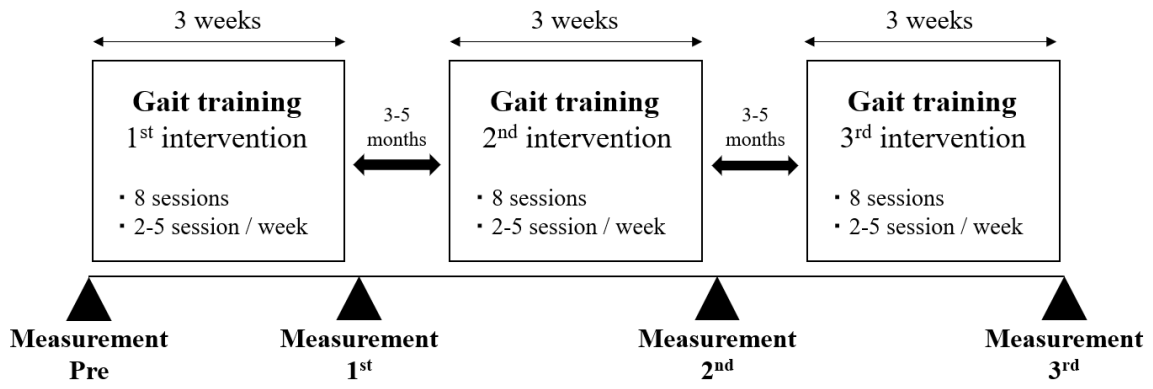 3 weeks
3 weeks
3 weeks
Gait training
1st intervention
・8 sessions
・2-5 session / week
3-5
months
Gait training
2nd intervention
・8 sessions
・2-5 session / week
3-5
months
Gait training
3rd intervention
・8 sessions
・2-5 session / week
Measurement
Pre
Measurement
1st
Measurement
2nd
Measurement
3rd